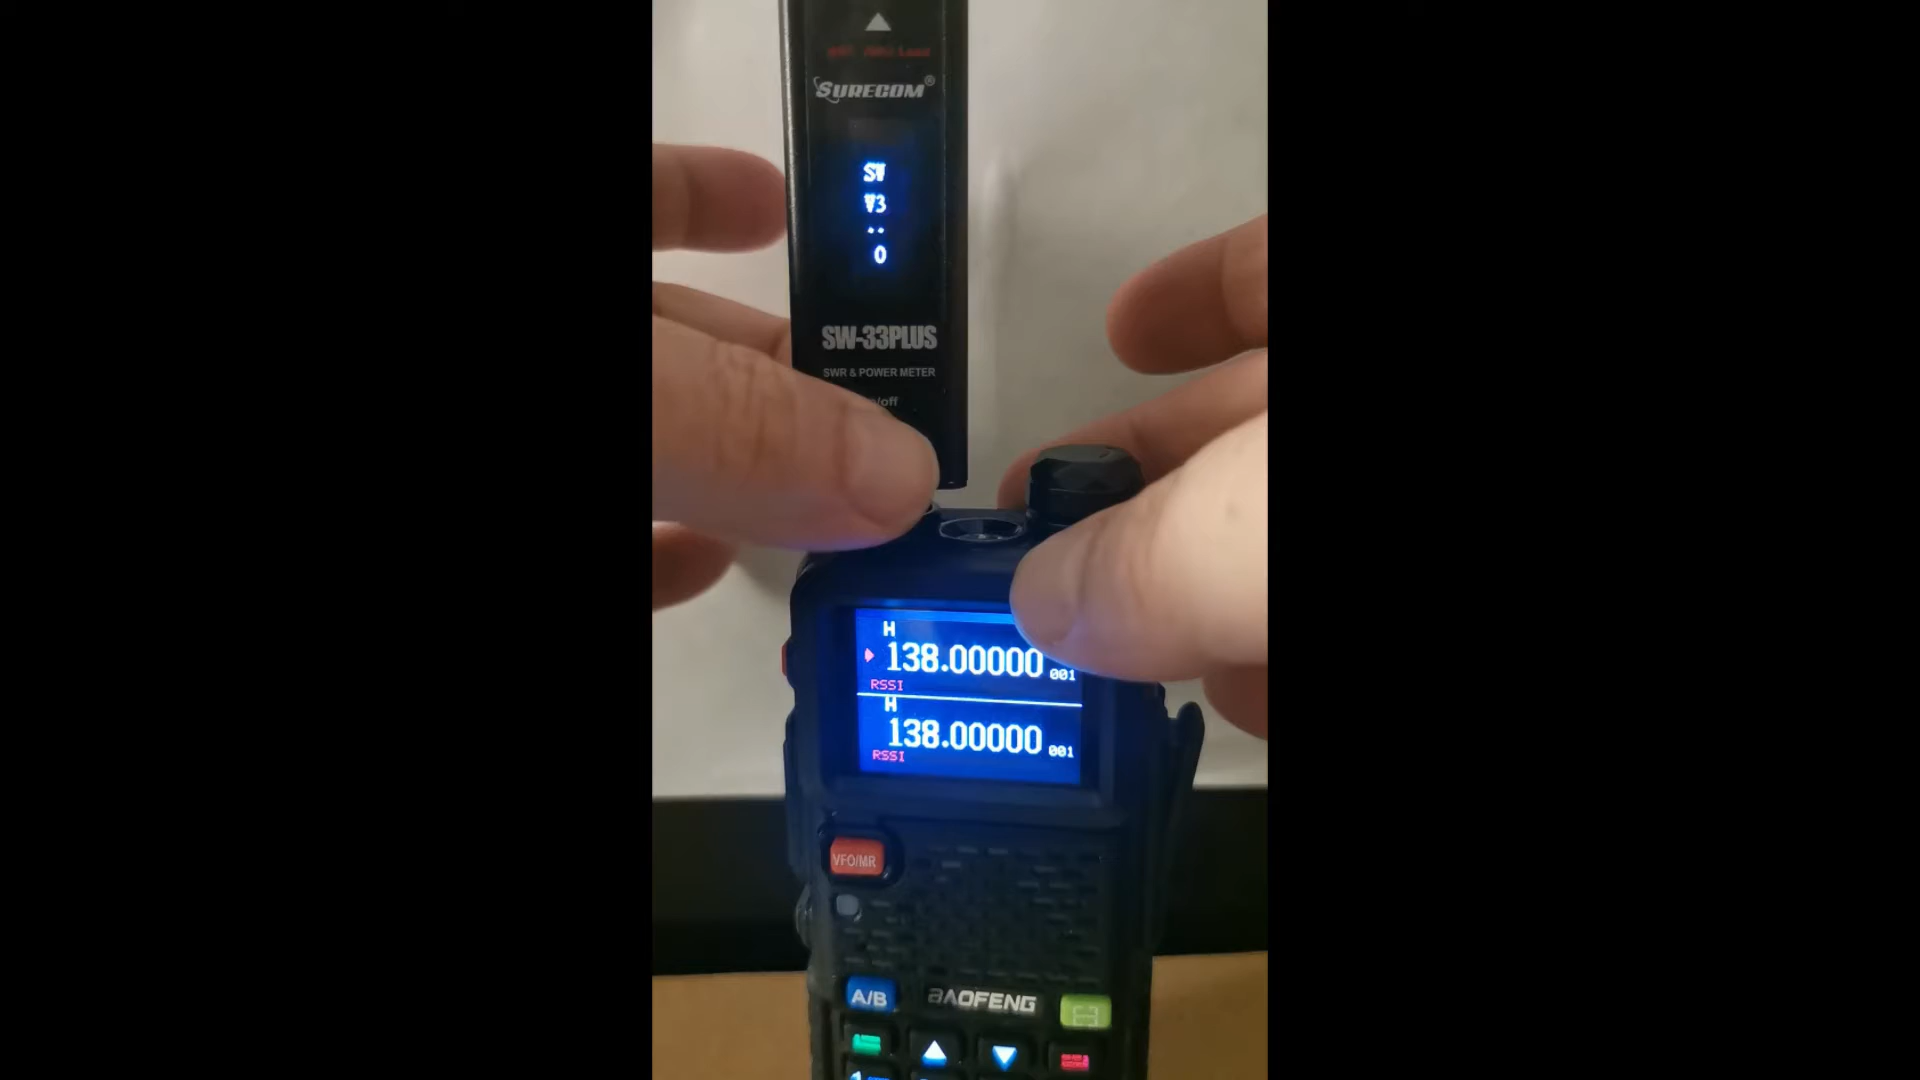 SURECOM®
SW
V3
..
0
SW-33PLUS
SWR & POWER METER
/off
H
138.00000 001
RSSI
H
138.00000 001
RSSI
VFO/MR
A/B BAOFENG